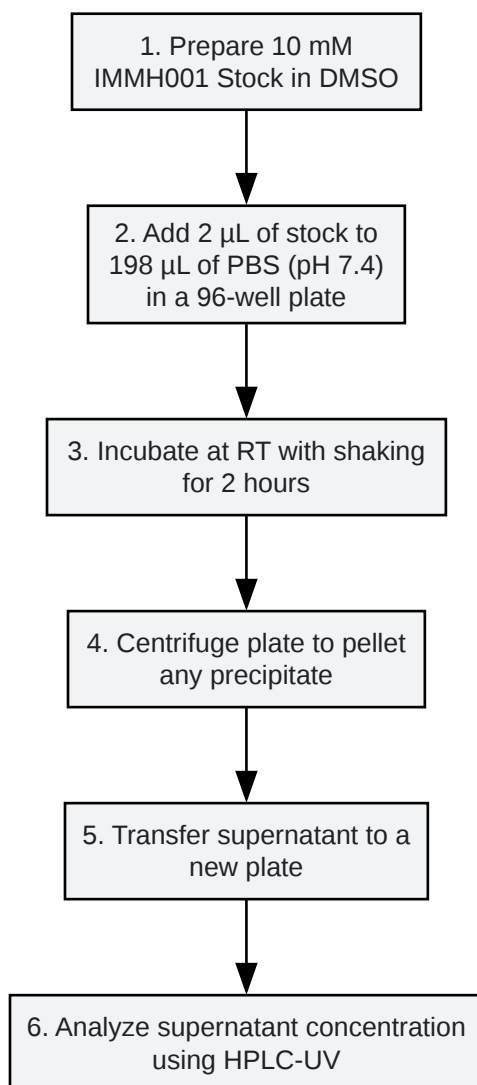 1. Prepare 10 mM
IMMH001 Stock in DMSO
2. Add 2 µL of stock to
198 µL of PBS (pH 7.4)
in a 96-well plate
3. Incubate at RT with shaking
for 2 hours
4. Centrifuge plate to pellet
any precipitate
5. Transfer supernatant to a
new plate
6. Analyze supernatant concentration
using HPLC-UV